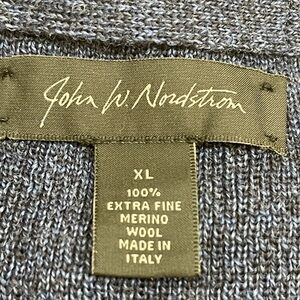 John W. Nordstrom
XL
100%
EXTRA FINE
MERINO
WOOL
MADE IN
ITALY